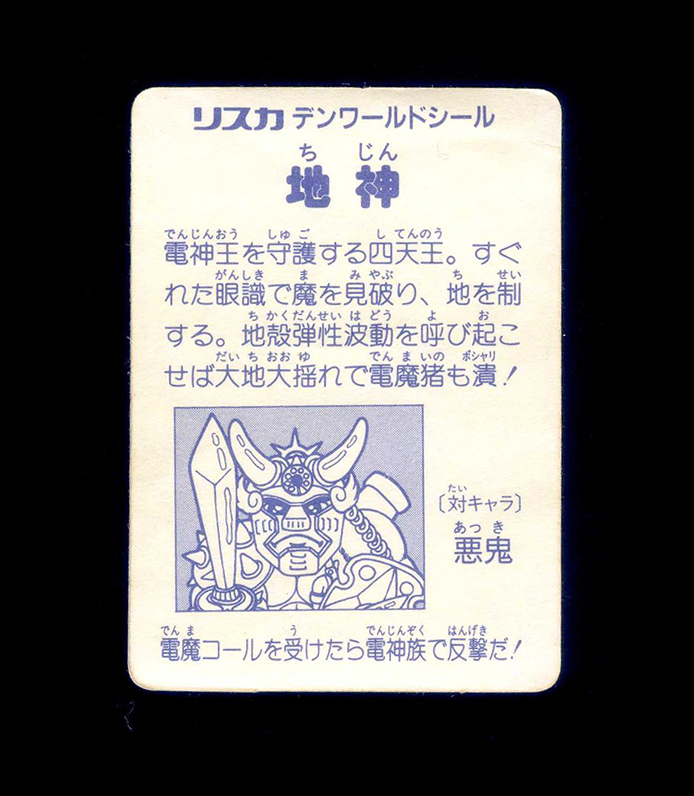 リスカ デンワールドシール
ち じん
地神
でんじんおう しゅご してんのう
電神王を守護する四天王。すぐ
がんしき ま みやぶ ち せい
れた眼識で魔を見破り、地を制
ちかくだんせいはどう よ お
する。地殻弾性波動を呼び起こ
だいちおおゆ でんまいの ポシャリ
せば大地大揺れで電魔猪も潰!
たい
〔対キャラ〕
あっき
悪鬼
でんま う でんじんぞく はんげき
電魔コールを受けたら電神族で反撃だ!